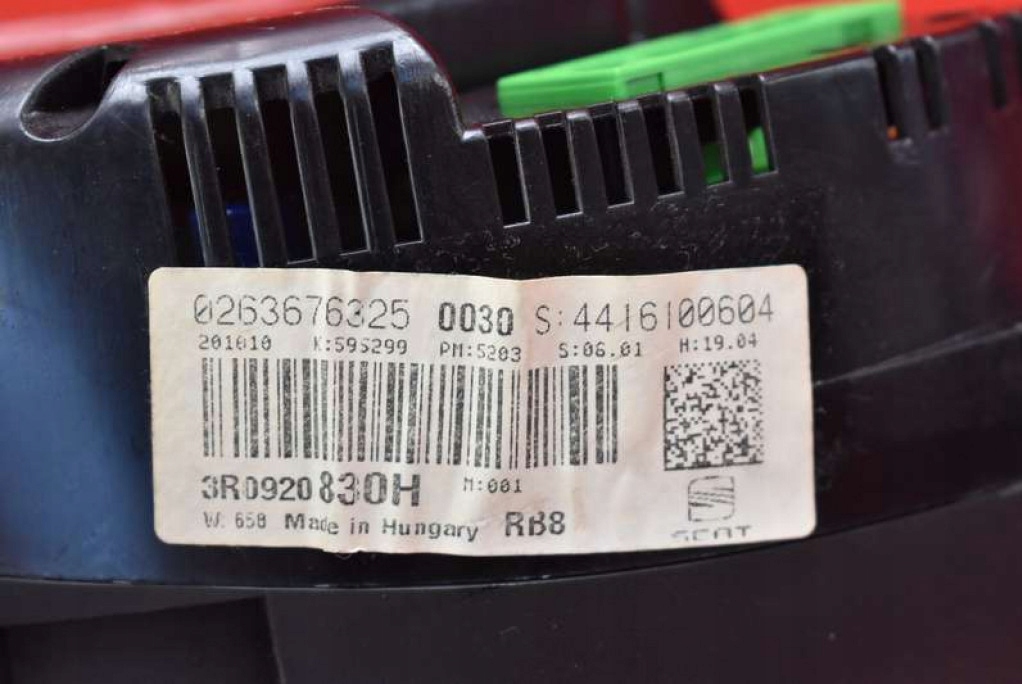 0263676325 0030 S:4416100604
201010 K:595299 PM:5203 S:06.01 H:19.04
3R0920830H M:001
W: 658 Made in Hungary RB8
SEAT